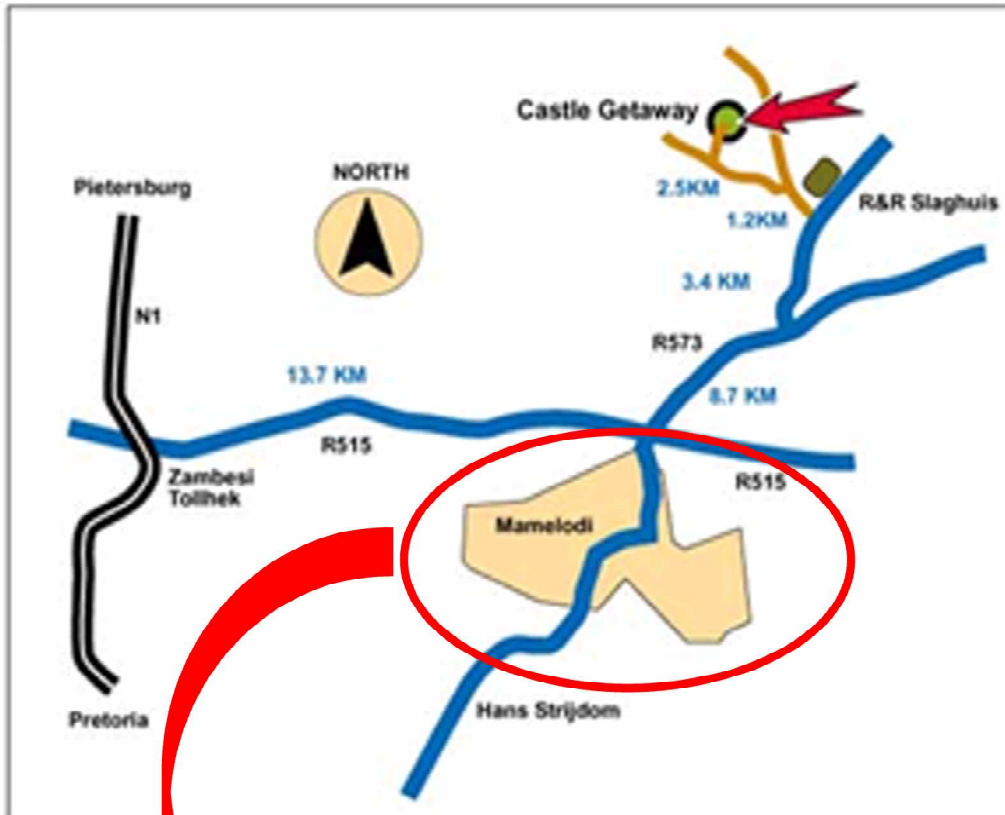 Castle Getaway
NORTH
Pietersburg
2.5KM
R&R Slaghuis
1.2KM
3.4 KM
N1
R573
13.7 KM
8.7 KM
R515
Zambesi
Tollhek
R515
Mamelodi
Hans Strijdom
Pretoria